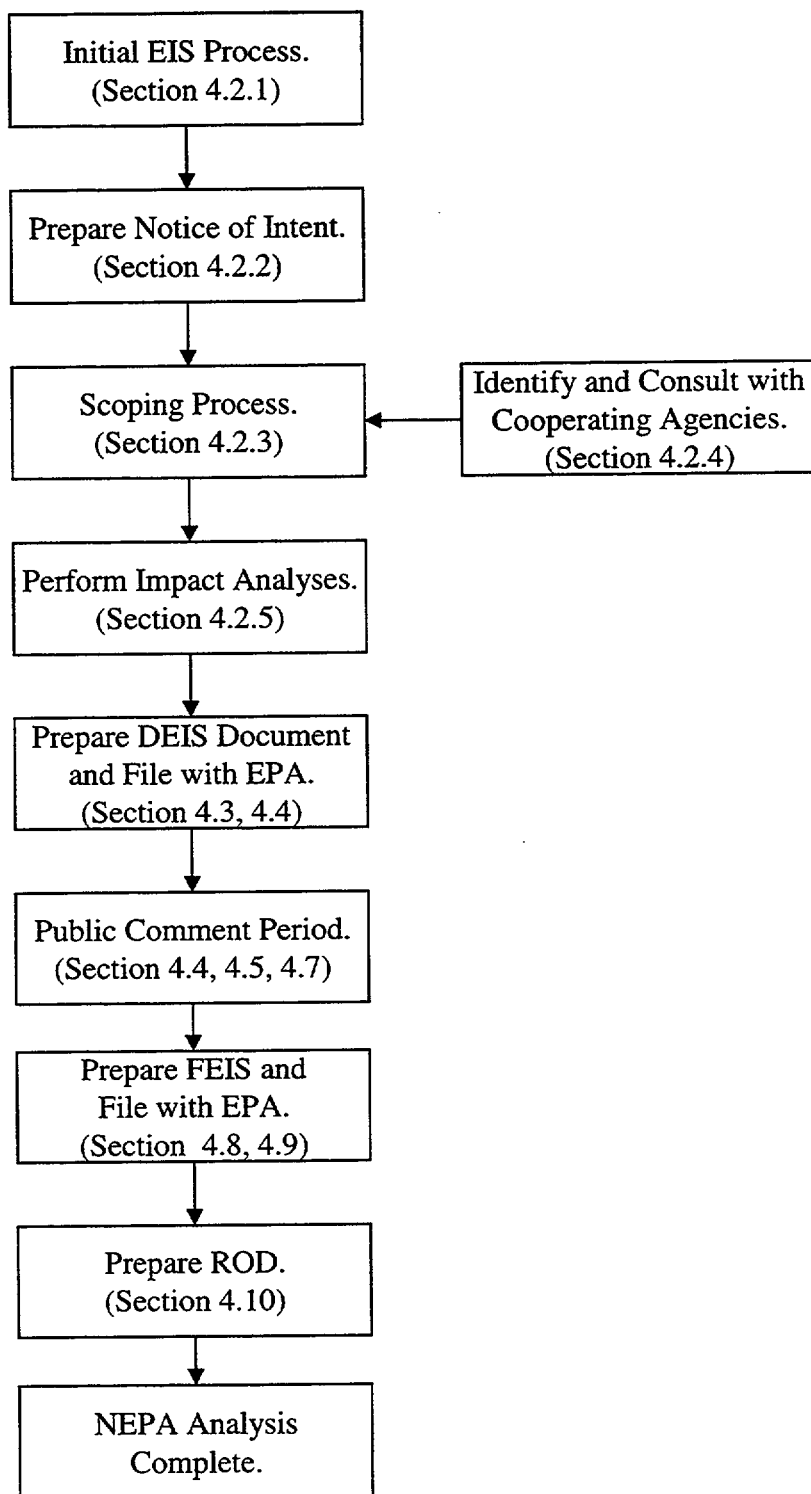 Initial EIS Process.
(Section 4.2.1)
Prepare Notice of Intent.
(Section 4.2.2)
Scoping Process.
(Section 4.2.3)
Identify and Consult with
Cooperating Agencies.
(Section 4.2.4)
Perform Impact Analyses.
(Section 4.2.5)
Prepare DEIS Document
and File with EPA.
(Section 4.3, 4.4)
Public Comment Period.
(Section 4.4, 4.5, 4.7)
Prepare FEIS and
File with EPA.
(Section 4.8, 4.9)
Prepare ROD.
(Section 4.10)
NEPA Analysis
Complete.